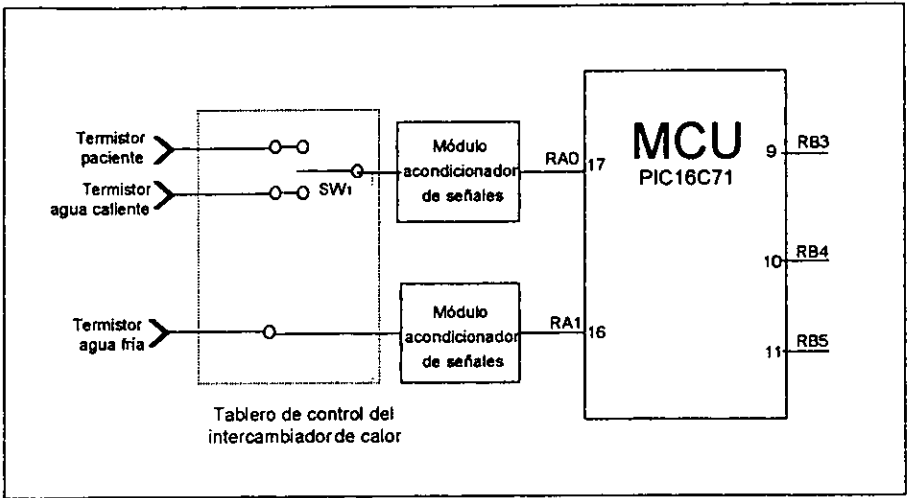 Termistor
paciente
Termistor
agua caliente
SW1
Módulo
acondicionador
de señales
RA0
17
MCU
PIC16C71
9
RB3
10
RB4
11
RB5
Termistor
agua fría
Módulo
acondicionador
de señales
RA1
16
Tablero de control del
intercambiador de calor